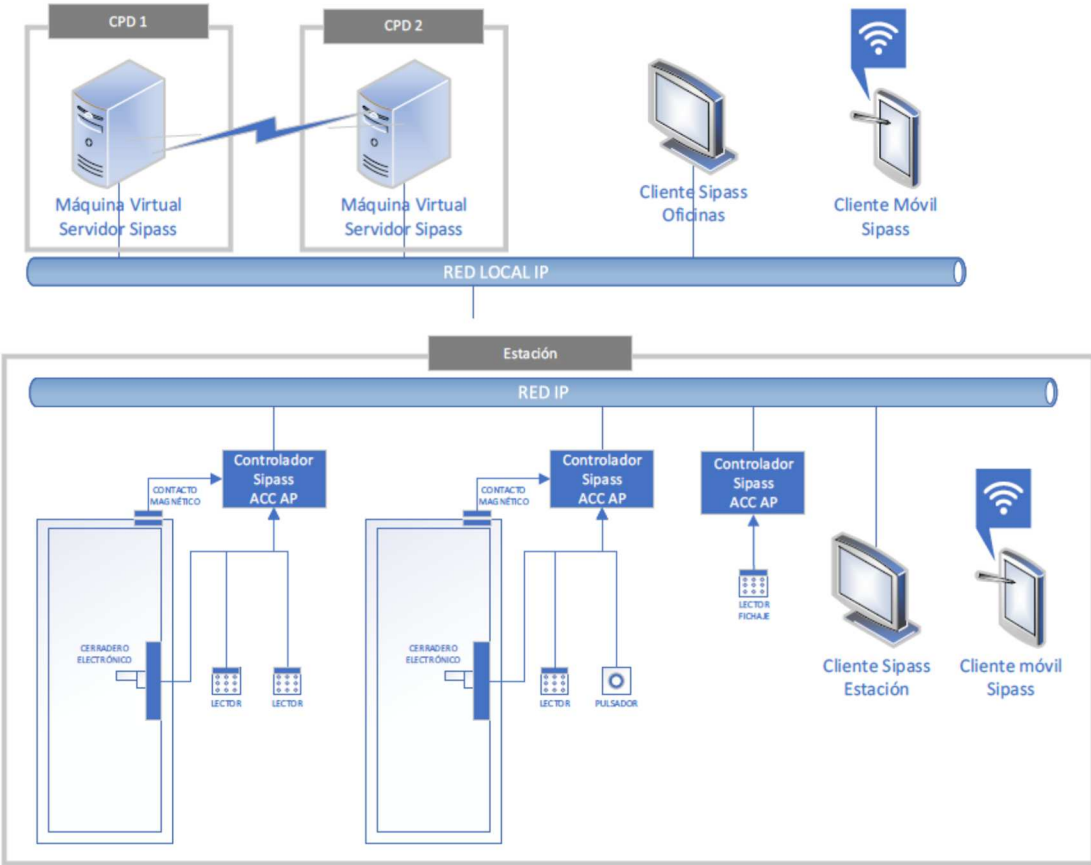 CPD 1
CPD 2
Máquina Virtual
Servidor Sipass
Máquina Virtual
Servidor Sipass
Cliente Sipass
Oficinas
Cliente Móvil
Sipass
RED LOCAL IP
Estación
RED IP
Controlador
Sipass
ACC AP
CONTACTO
MAGNÉTICO
Controlador
Sipass
ACC AP
CONTACTO
MAGNÉTICO
Controlador
Sipass
ACC AP
LECTOR
FICHAJE
CERRADERO
ELECTRÓNICO
LECTOR
LECTOR
CERRADERO
ELECTRÓNICO
LECTOR
PULSADOR
Cliente Sipass
Estación
Cliente móvil
Sipass